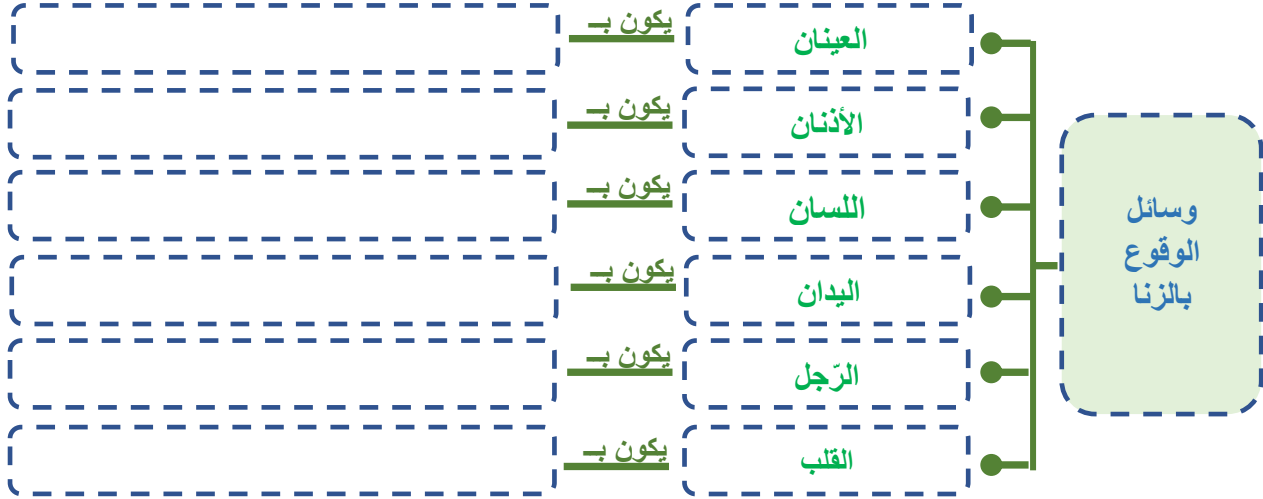 وسائل
الوقوع
بالزنا
العينان
يكون بـ
الأذنان
يكون بـ
اللسان
يكون بـ
اليدان
يكون بـ
الرّجل
يكون بـ
القلب
يكون بـ